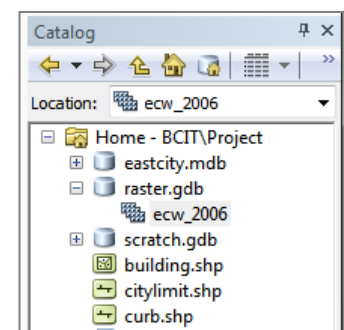 Catalog
Location: ecw_2006
Home - BCIT\Project
eastcity.mdb
raster.gdb
ecw_2006
scratch.gdb
building.shp
citylimit.shp
curb.shp